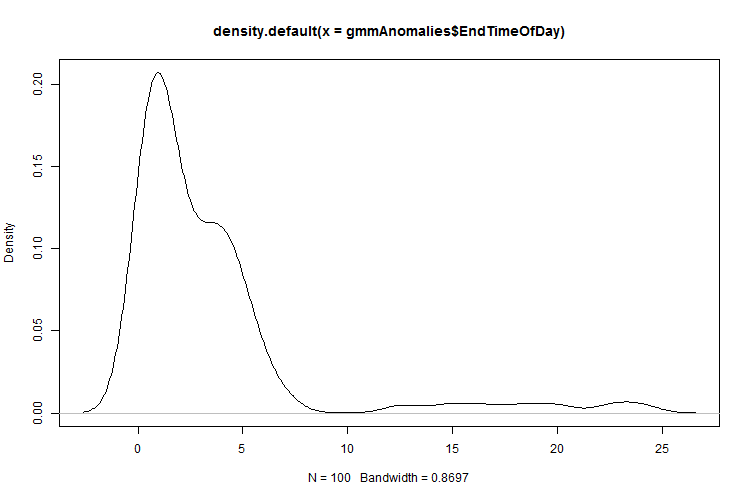 density.default(x = gmmAnomalies$EndTimeOfDay)
Density
0.20
0.15
0.10
0.05
0.00
0 5 10 15 20 25
N = 100 Bandwidth = 0.8697